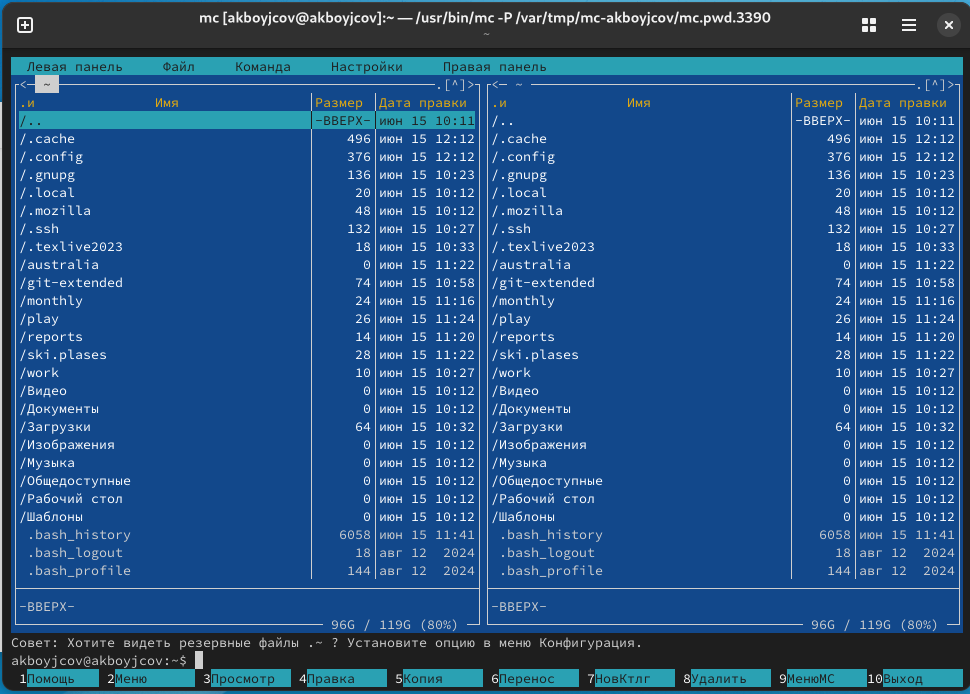 mc [akboyjcov@akboyjcov]:~ — /usr/bin/mc -P /var/tmp/mc-akboyjcov/mc.pwd.3390
~
Левая панель Файл Команда Настройки Правая панель
<─ ~ .[^]> <─ ~ .[^]>
.и Имя Размер Дата правки .и Имя Размер Дата правки
/.. -ВВЕРХ- июн 15 10:11 /.. -ВВЕРХ- июн 15 10:11
/.cache 496 июн 15 12:12 /.cache 496 июн 15 12:12
/.config 376 июн 15 12:12 /.config 376 июн 15 12:12
/.gnupg 136 июн 15 10:23 /.gnupg 136 июн 15 10:23
/.local 20 июн 15 10:12 /.local 20 июн 15 10:12
/.mozilla 48 июн 15 10:12 /.mozilla 48 июн 15 10:12
/.ssh 132 июн 15 10:27 /.ssh 132 июн 15 10:27
/.texlive2023 18 июн 15 10:33 /.texlive2023 18 июн 15 10:33
/australia 0 июн 15 11:22 /australia 0 июн 15 11:22
/git-extended 74 июн 15 10:58 /git-extended 74 июн 15 10:58
/monthly 24 июн 15 11:16 /monthly 24 июн 15 11:16
/play 26 июн 15 11:24 /play 26 июн 15 11:24
/reports 14 июн 15 11:20 /reports 14 июн 15 11:20
/ski.plases 28 июн 15 11:22 /ski.plases 28 июн 15 11:22
/work 10 июн 15 10:27 /work 10 июн 15 10:27
/Видео 0 июн 15 10:12 /Видео 0 июн 15 10:12
/Документы 0 июн 15 10:12 /Документы 0 июн 15 10:12
/Загрузки 64 июн 15 10:32 /Загрузки 64 июн 15 10:32
/Изображения 0 июн 15 10:12 /Изображения 0 июн 15 10:12
/Музыка 0 июн 15 10:12 /Музыка 0 июн 15 10:12
/Общедоступные 0 июн 15 10:12 /Общедоступные 0 июн 15 10:12
/Рабочий стол 0 июн 15 10:12 /Рабочий стол 0 июн 15 10:12
/Шаблоны 0 июн 15 10:12 /Шаблоны 0 июн 15 10:12
.bash_history 6058 июн 15 11:41 .bash_history 6058 июн 15 11:41
.bash_logout 18 авг 12 2024 .bash_logout 18 авг 12 2024
.bash_profile 144 авг 12 2024 .bash_profile 144 авг 12 2024
-ВВЕРХ- -ВВЕРХ-
96G / 119G (80%) 96G / 119G (80%)
Совет: Хотите видеть резервные файлы .~ ? Установите опцию в меню Конфигурация.
akboyjcov@akboyjcov:~$
1Помощь 2Меню 3Просмотр 4Правка 5Копия 6Перенос 7НовКтлг 8Удалить 9МенюMC 10Выход